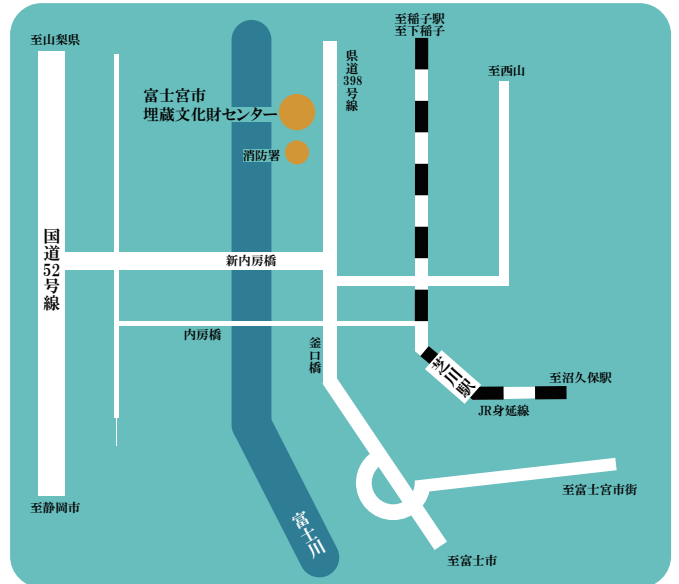 至山梨県
至稲子駅
至下稲子
県道398号線
至西山
富士宮市
埋蔵文化財センター
消防署
国道52号線
新内房橋
内房橋
釜口橋
芝川駅
至沼久保駅
JR身延線
至富士宮市街
至静岡市
富士川
至富士市